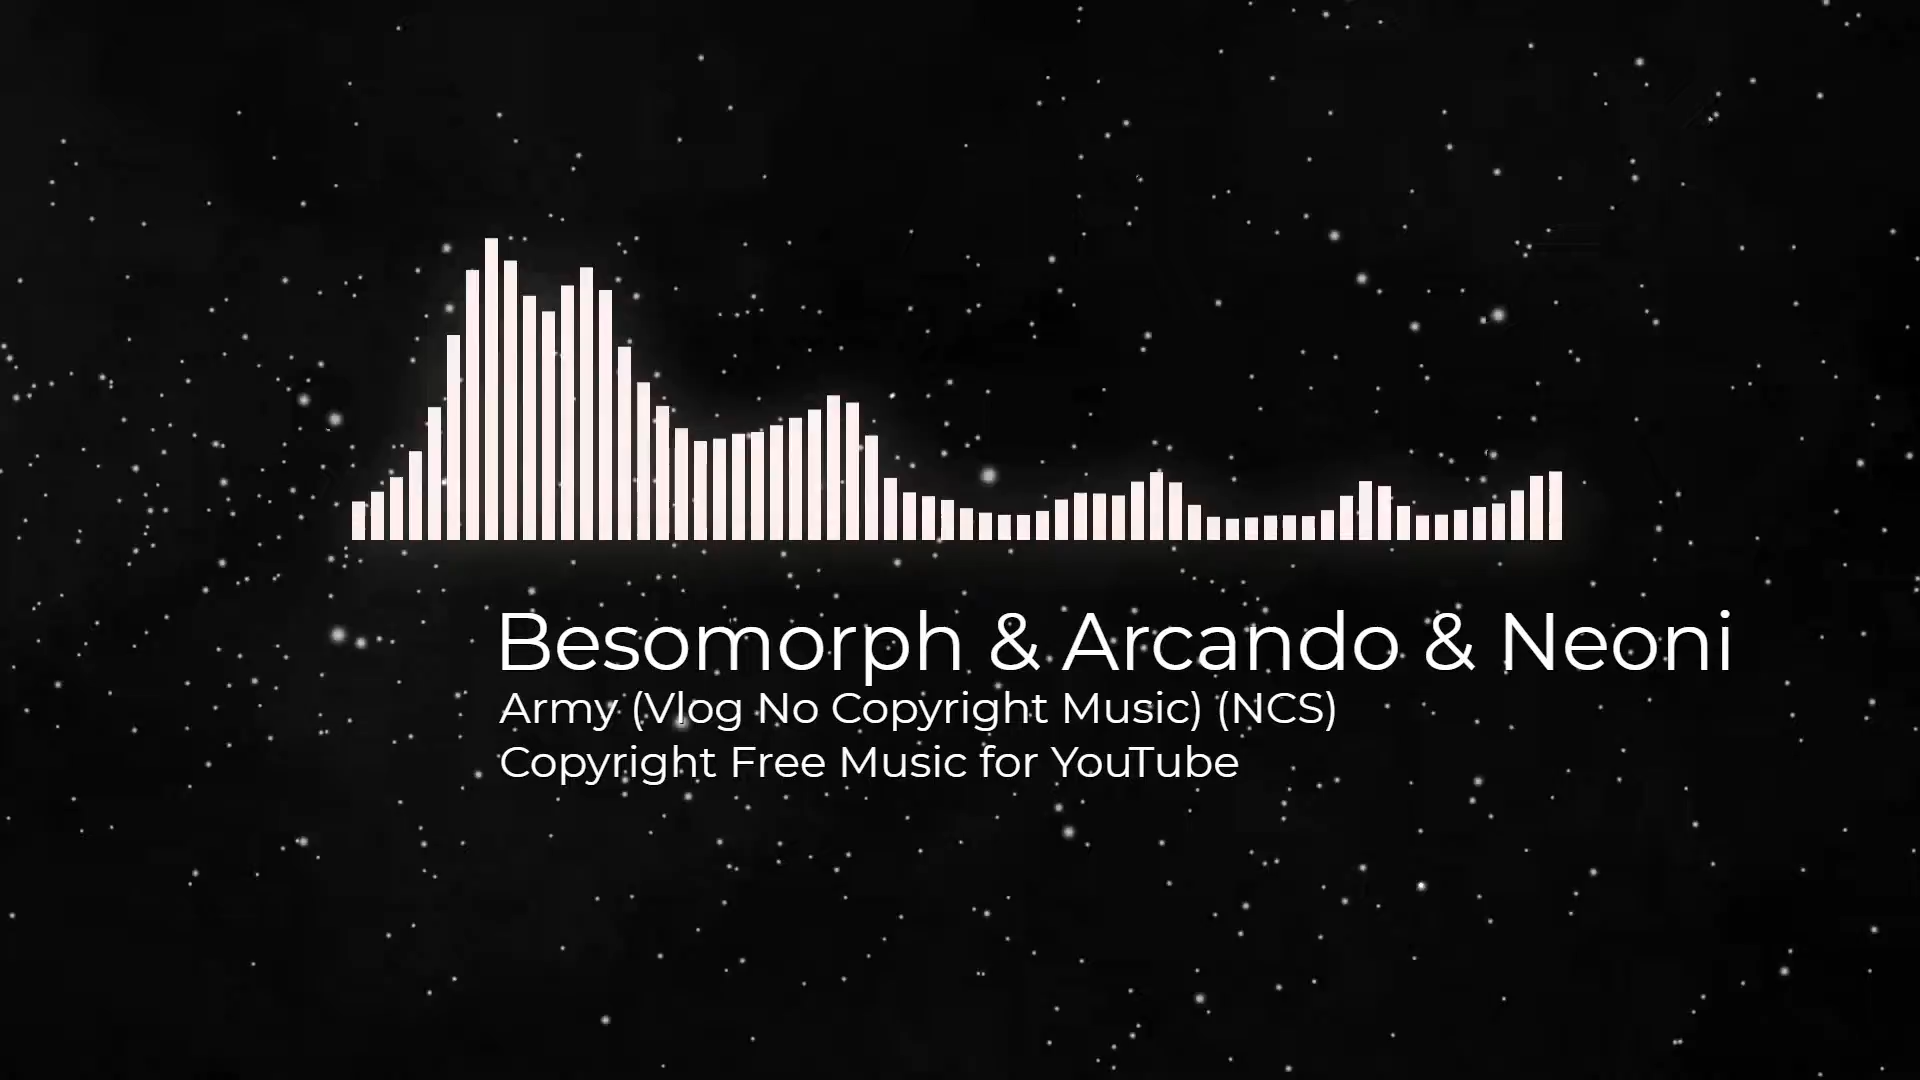 Besomorph & Arcando & Neoni
Army (Vlog No Copyright Music) (NCS)
Copyright Free Music for YouTube